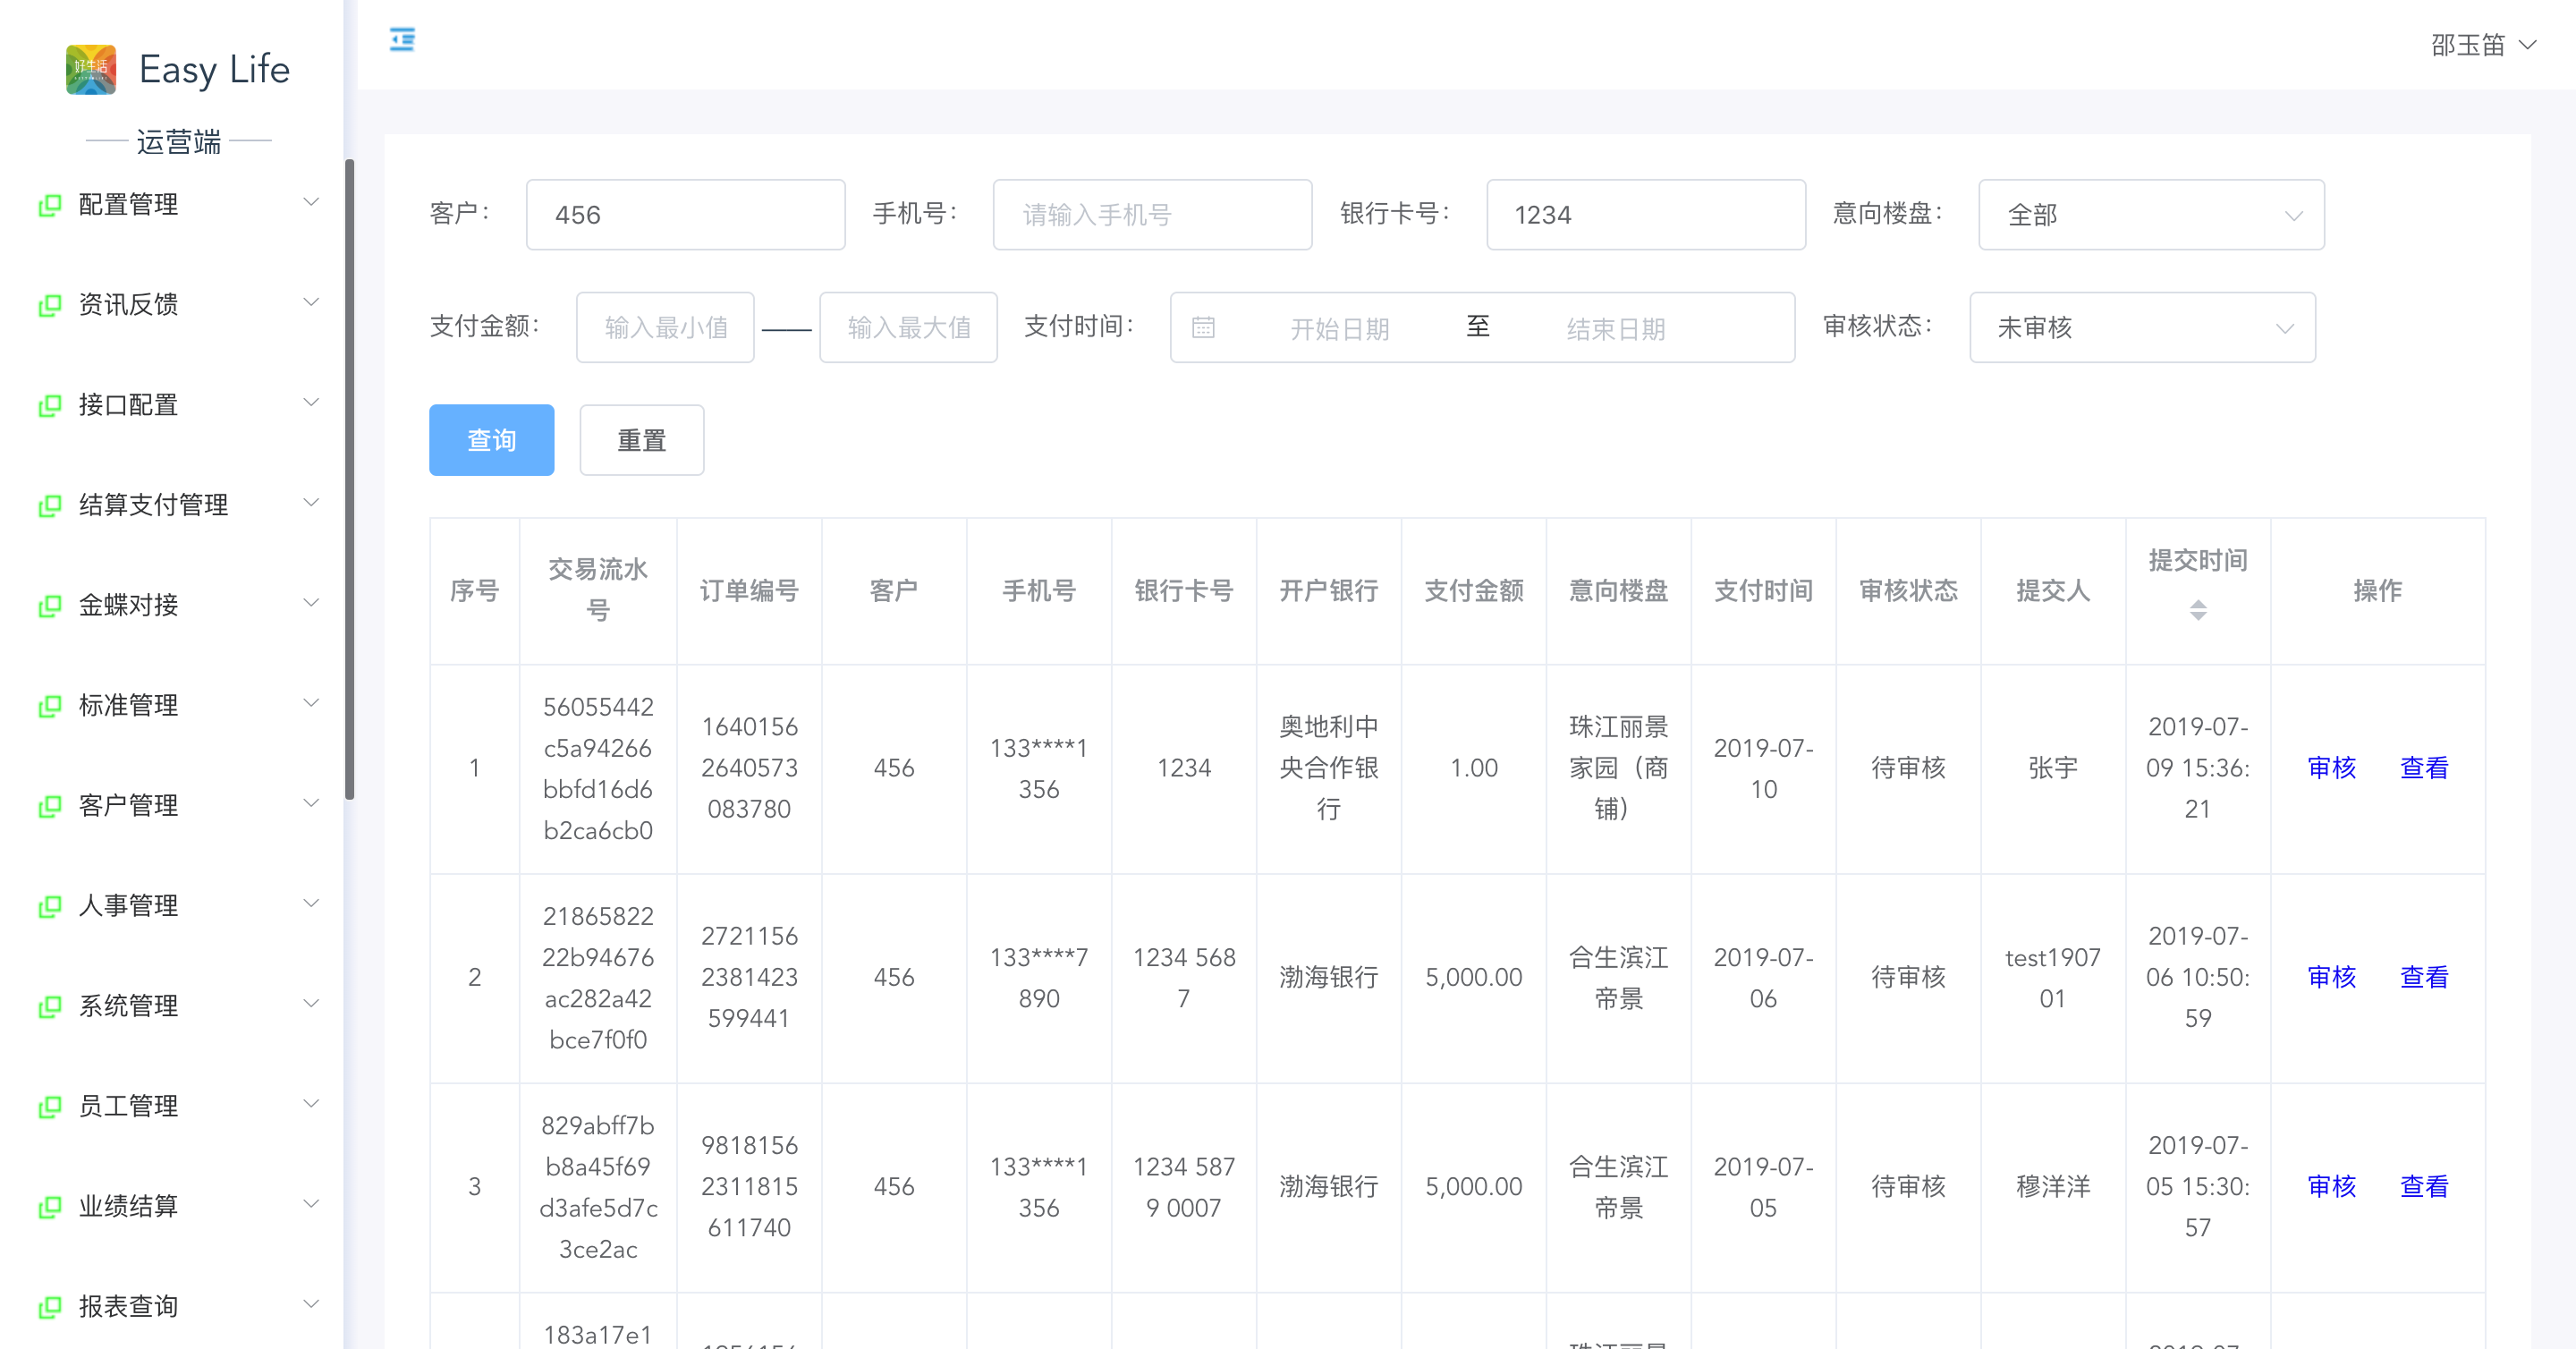 好生活
Easy Life
运营端
配置管理
资讯反馈
接口配置
结算支付管理
金蝶对接
标准管理
客户管理
人事管理
系统管理
员工管理
业绩结算
报表查询
邵玉笛
客户： 456 手机号： 请输入手机号 银行卡号： 1234 意向楼盘： 全部
支付金额： 输入最小值 —— 输入最大值 支付时间： 开始日期 至 结束日期 审核状态： 未审核
查询 重置
序号 交易流水号 订单编号 客户 手机号 银行卡号 开户银行 支付金额 意向楼盘 支付时间 审核状态 提交人 提交时间 操作
1 56055442c5a94266bbfd16d6b2ca6cb0 16401562640573083780 456 133****1356 1234 奥地利中央合作银行 1.00 珠江丽景家园（商铺） 2019-07-10 待审核 张宇 2019-07-09 15:36:21 审核 查看
2 2186582222b94676ac282a42bce7f0f0 27211562381423599441 456 133****7890 1234 5687 渤海银行 5,000.00 合生滨江帝景 2019-07-06 待审核 test190701 2019-07-06 10:50:59 审核 查看
3 829abff7bb8a45f69d3afe5d7c3ce2ac 98181562311815611740 456 133****1356 1234 5879 0007 渤海银行 5,000.00 合生滨江帝景 2019-07-05 待审核 穆洋洋 2019-07-05 15:30:57 审核 查看
183a17e1